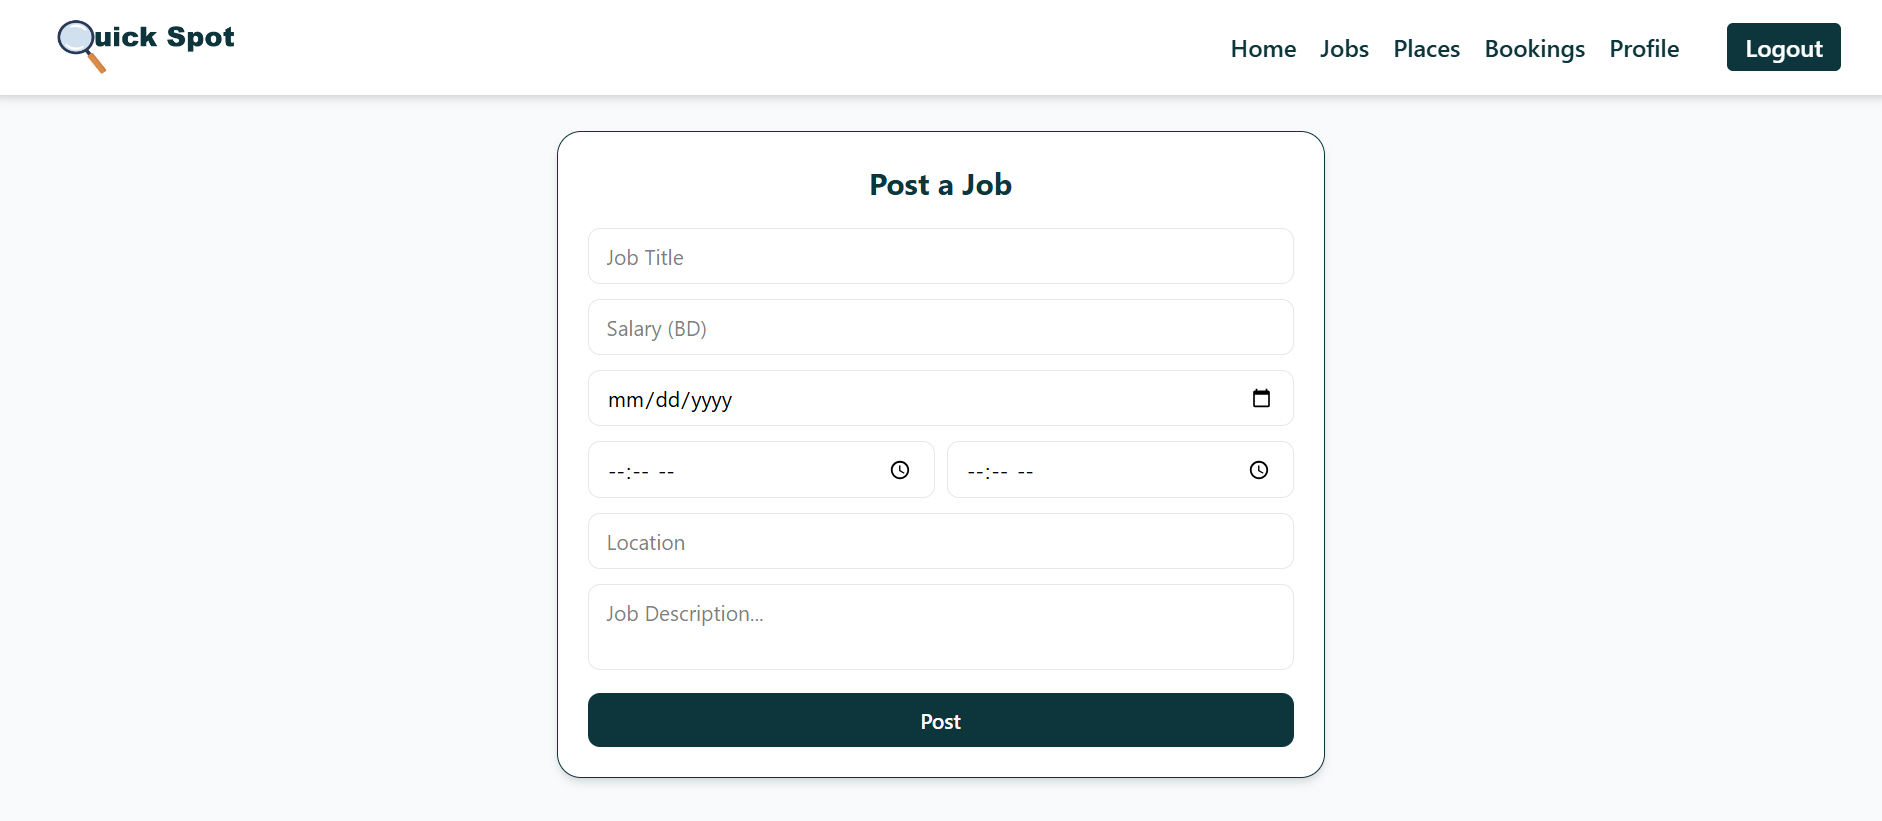 uick Spot
Home Jobs Places Bookings Profile Logout
Post a Job
Job Title
Salary (BD)
mm/dd/yyyy
--:-- -- --:-- --
Location
Job Description...
Post